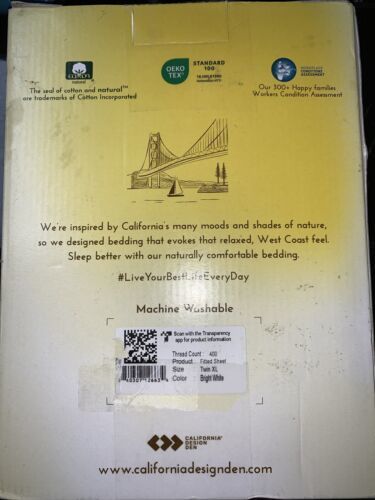 COTTON
natural
The seal of cotton and natural™
are trademarks of Cotton Incorporated
OEKO
TEX®
STANDARD
100
WORKPLACE
CONDITIONS
ASSESSMENT
Our 300+ Happy families
Workers Condition Assessment
We're inspired by California's many moods and shades of nature,
so we designed bedding that evokes that relaxed, West Coast feel.
Sleep better with our naturally comfortable bedding.
#LiveYourBestLifeEveryDay
Machine Washable
Scan with the Transparency
app for product information
Thread Count : 400
Product : Fitted Sheet
Size : Twin XL
Color : Bright White
CALIFORNIA®
DESIGN
DEN
www.californiadesignden.com